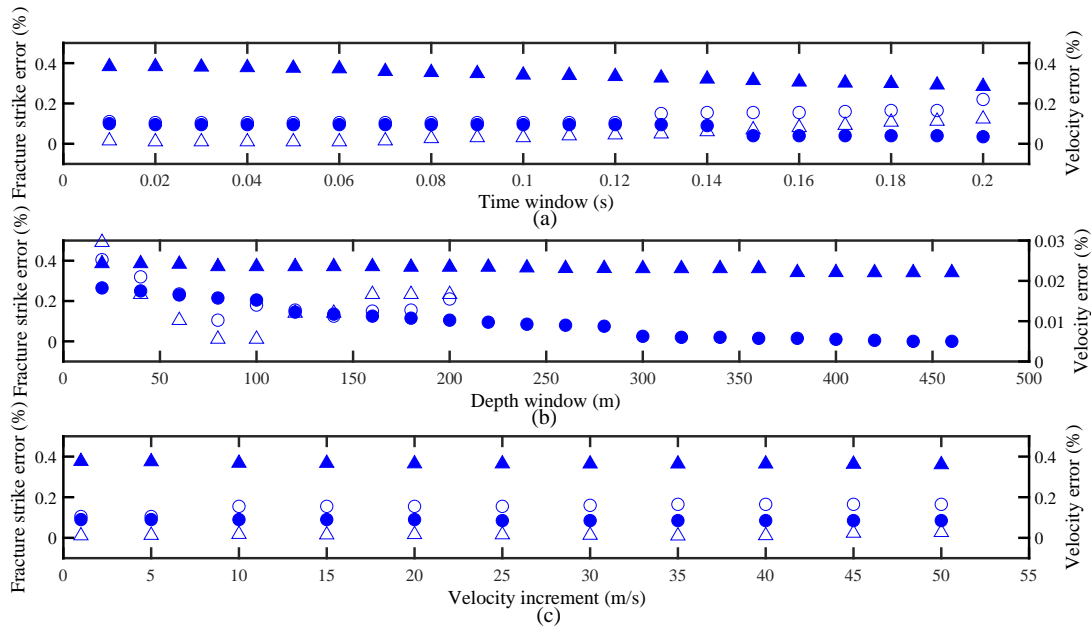 Fracture strike error (%)
0.4
0.2
0
0.4
0.2
0
Velocity error (%)
0 0.02 0.04 0.06 0.08 0.1 0.12 0.14 0.16 0.18 0.2
Time window (s)
(a)
Fracture strike error (%)
0.4
0.2
0
0.03
0.02
0.01
0
Velocity error (%)
0 50 100 150 200 250 300 350 400 450 500
Depth window (m)
(b)
Fracture strike error (%)
0.4
0.2
0
0.4
0.2
0
Velocity error (%)
0 5 10 15 20 25 30 35 40 45 50 55
Velocity increment (m/s)
(c)